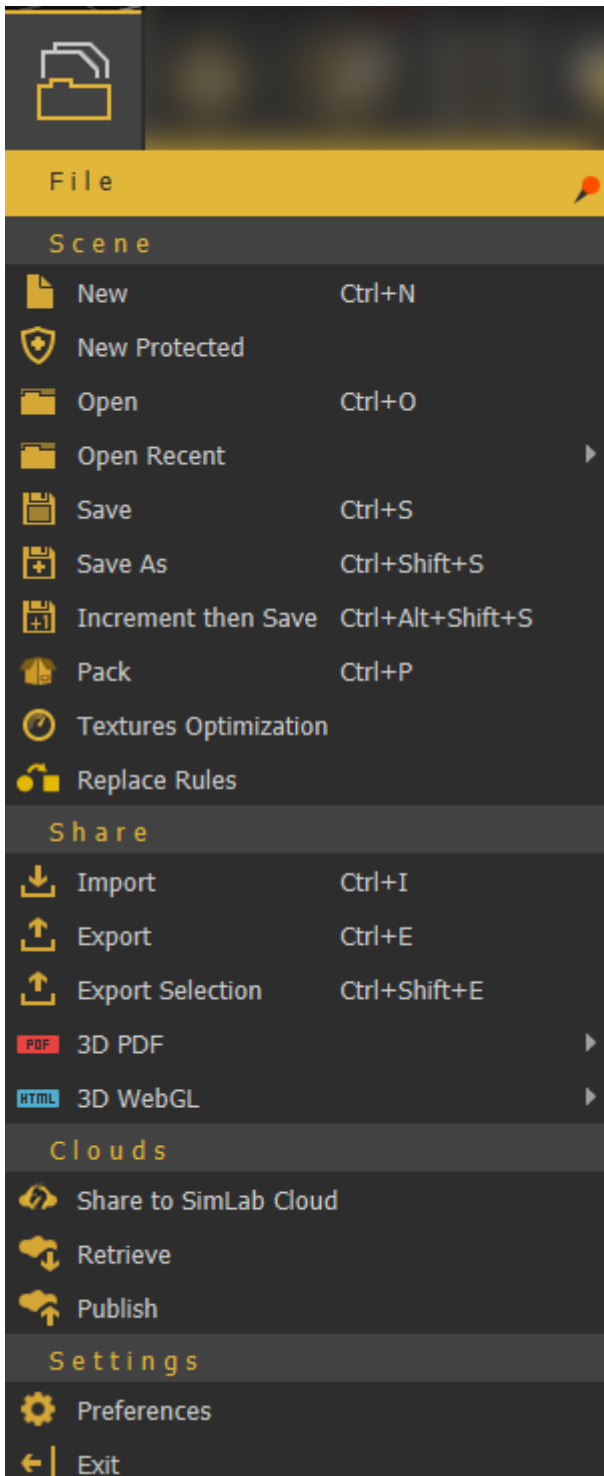 File
Scene
New Ctrl+N
New Protected
Open Ctrl+O
Open Recent
Save Ctrl+S
Save As Ctrl+Shift+S
+1 Increment then Save Ctrl+Alt+Shift+S
Pack Ctrl+P
Textures Optimization
Replace Rules
Share
Import Ctrl+I
Export Ctrl+E
Export Selection Ctrl+Shift+E
PDF 3D PDF
HTML 3D WebGL
Clouds
Share to SimLab Cloud
Retrieve
Publish
Settings
Preferences
Exit